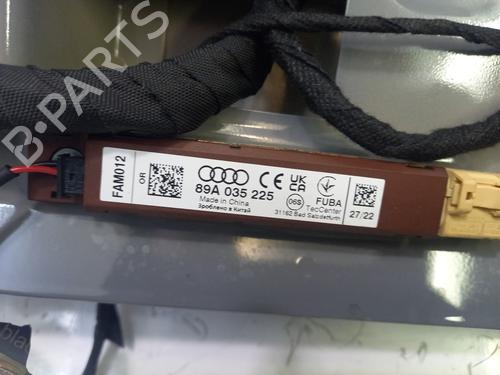 B·PARTS
FAM012
OR
CE
UK
CA
89A 035 225
Made in China
Зроблено в Китаї
06S
FUBA
TecCenter
31162 Bad Salzdetfurth
27/22